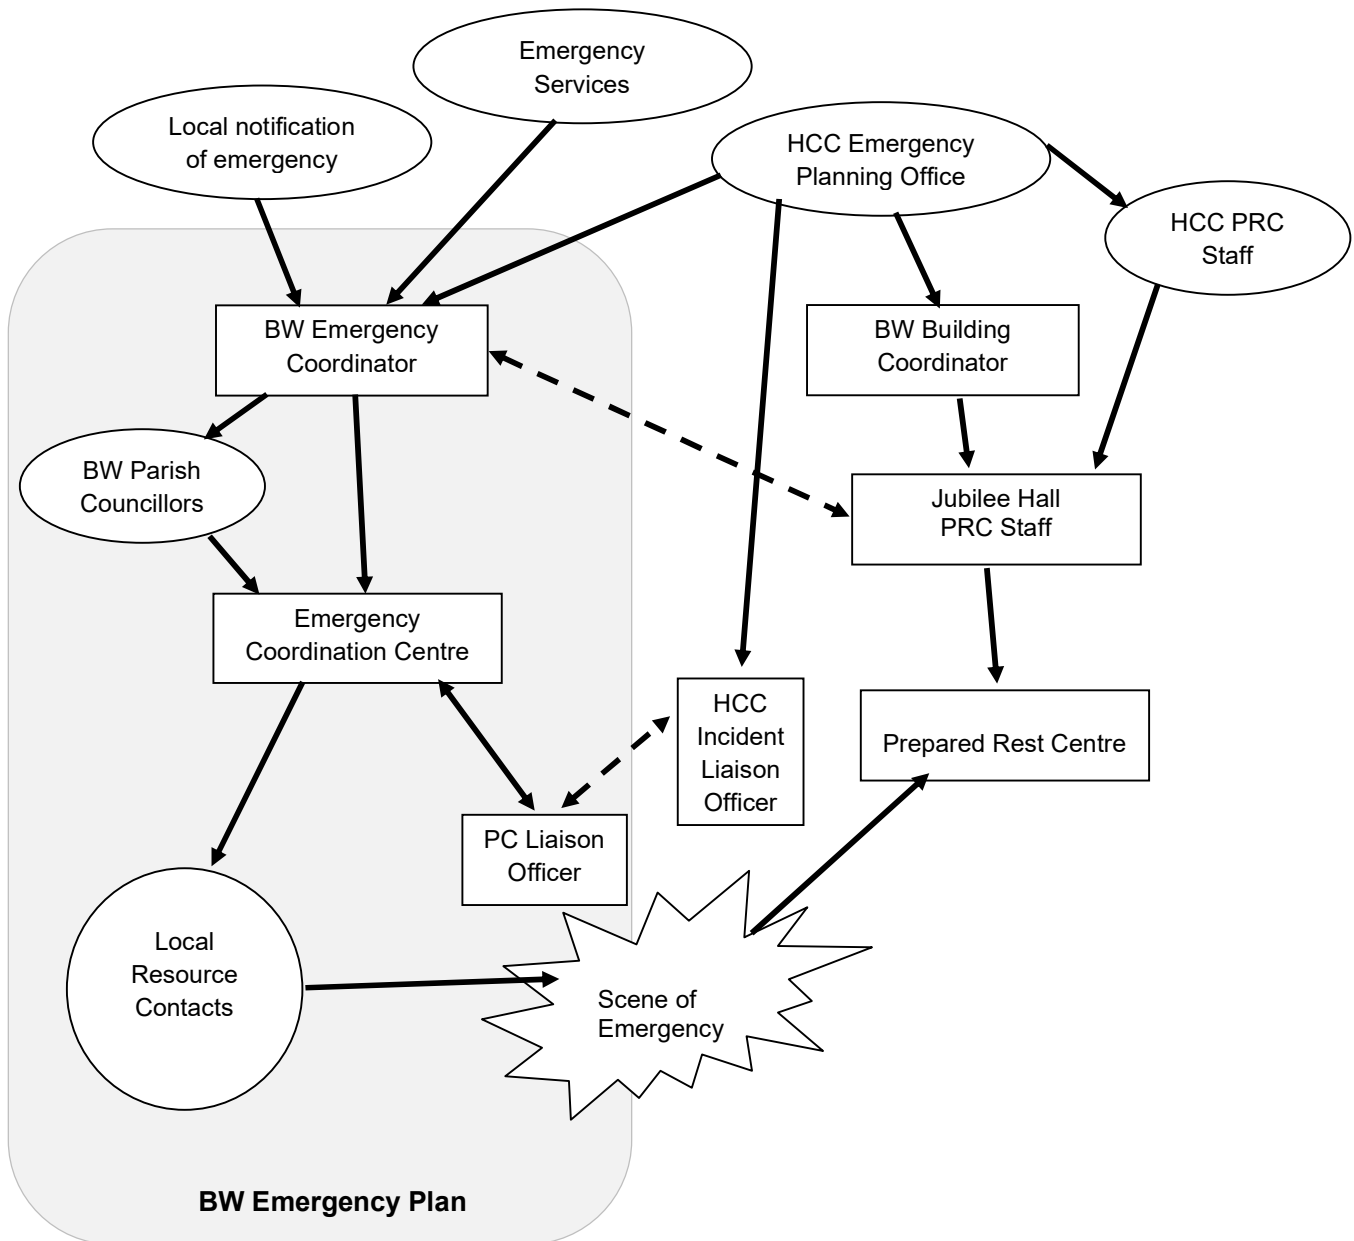 Emergency
Services
Local notification
of emergency
HCC Emergency
Planning Office
HCC PRC
Staff
BW Emergency
Coordinator
BW Building
Coordinator
BW Parish
Councillors
Jubilee Hall
PRC Staff
Emergency
Coordination Centre
HCC
Incident
Liaison
Officer
Prepared Rest Centre
PC Liaison
Officer
Local
Resource
Contacts
Scene of
Emergency
BW Emergency Plan